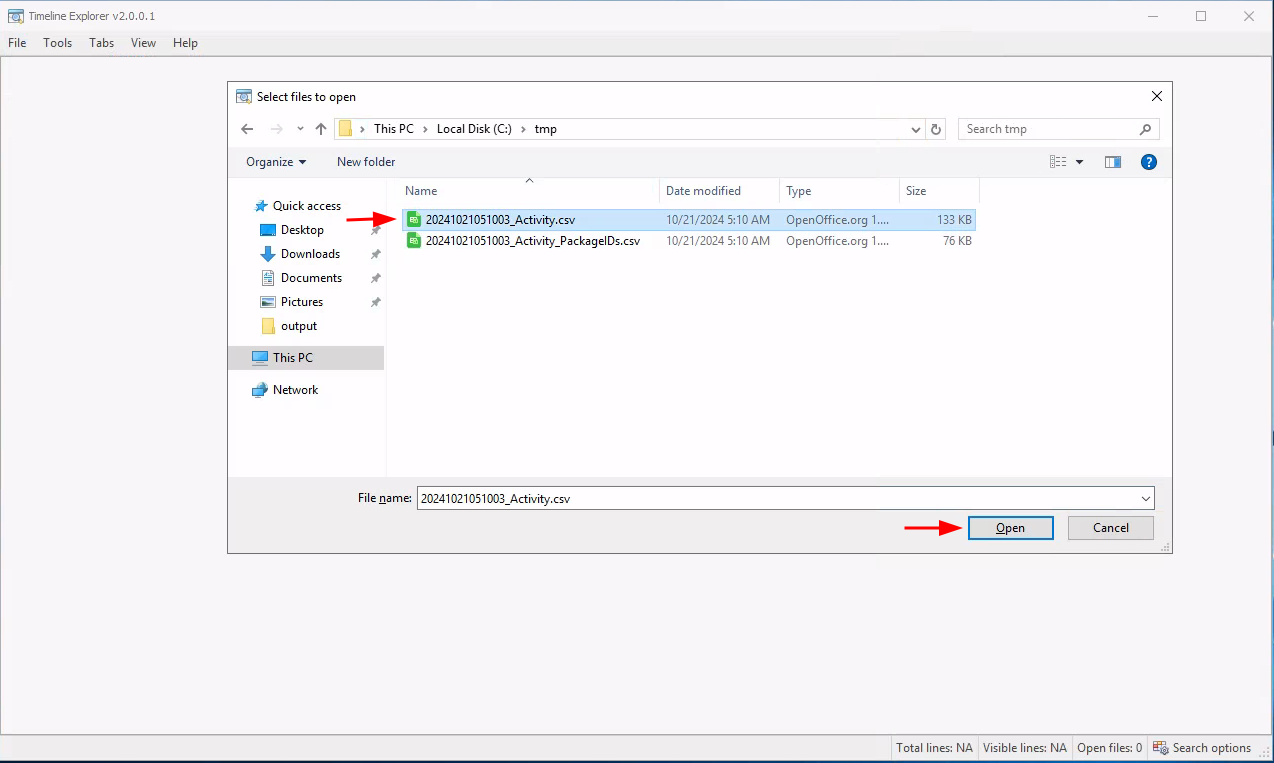 Timeline Explorer v2.0.0.1
File Tools Tabs View Help
Select files to open
This PC > Local Disk (C:) > tmp
Search tmp
Organize New folder
Name Date modified Type Size
Quick access
Desktop
Downloads
Documents
Pictures
output
This PC
Network
20241021051003_Activity.csv 10/21/2024 5:10 AM OpenOffice.org 1.... 133 KB
20241021051003_Activity_PackageIDs.csv 10/21/2024 5:10 AM OpenOffice.org 1.... 76 KB
File name: 20241021051003_Activity.csv
Open Cancel
Total lines: NA Visible lines: NA Open files: 0 Search options